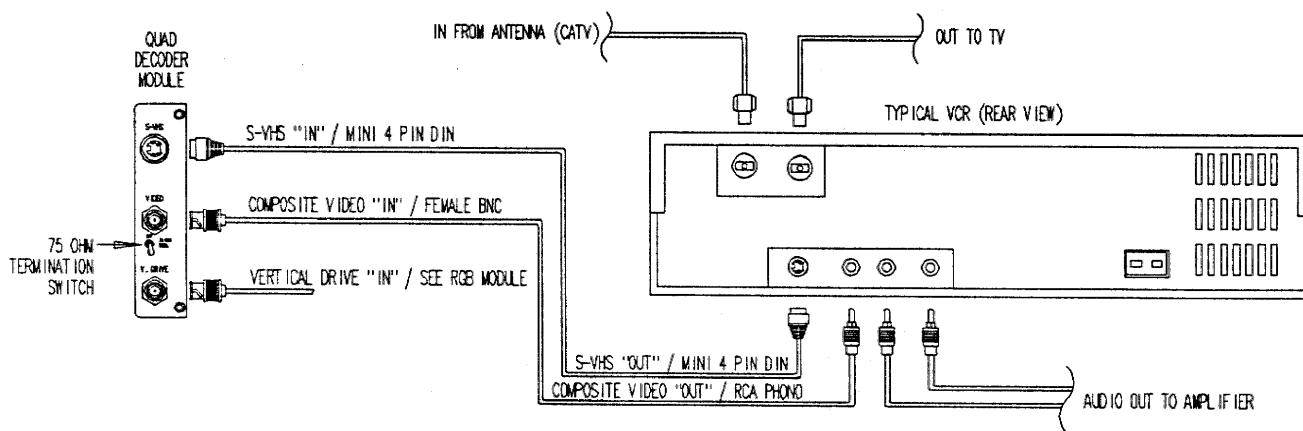 QUAD
DECODER
MODULE
IN FROM ANTENNA (CATV)
OUT TO TV
TYPICAL VCR (REAR VIEW)
S-VHS
S-VHS "IN" / MINI 4 PIN DIN
VIDEO
COMPOSITE VIDEO "IN" / FEMALE BNC
75 OHM
TERMINATION
SWITCH
V. DRIVE
VERTICAL DRIVE "IN" / SEE RGB MODULE
S-VHS "OUT" / MINI 4 PIN DIN
COMPOSITE VIDEO "OUT" / RCA PHONO
AUDIO OUT TO AMPLIFIER